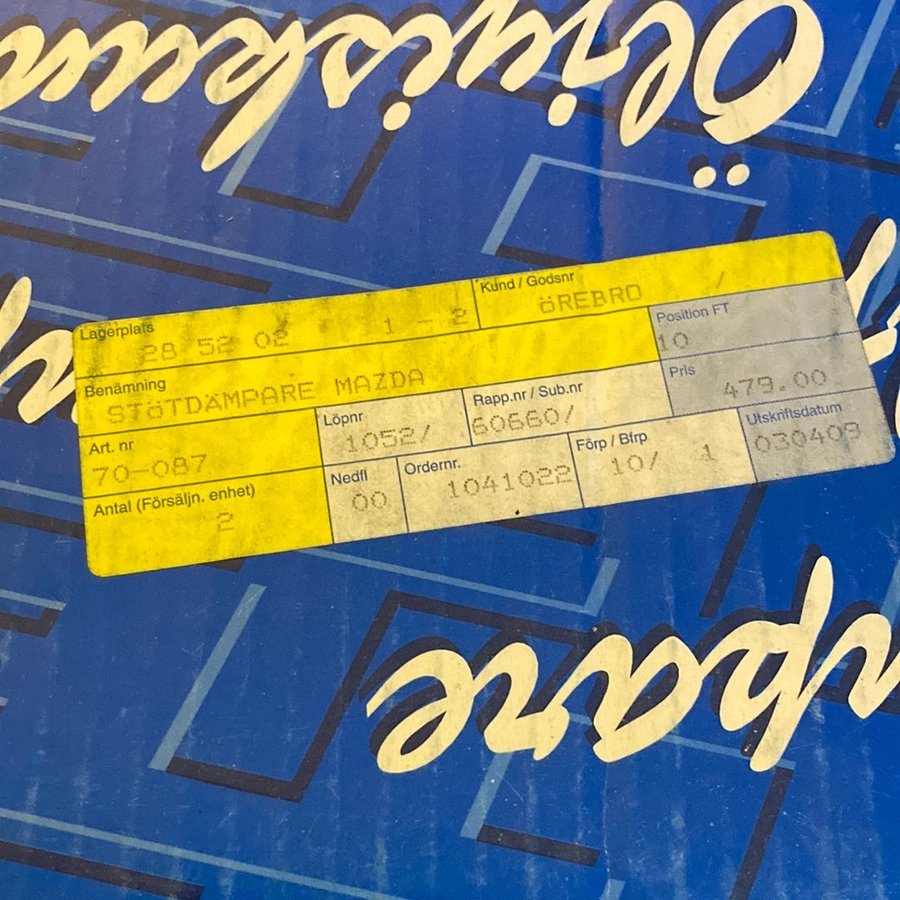 Öljyiskun
Lagerplats
28 52 02 1 - 2
Kund / Godsnr
öREBRO /
Benämning
STöTDÄMPARE MAZDA
Position FT
10
Art. nr
70-087
Löpnr
1052/
Rapp.nr / Sub.nr
60660/
Pris
479.00
Antal (Försäljn. enhet)
2
Nedfl
00
Ordernr.
1041022
Förp / Bfrp
10/ 1
Utskriftsdatum
030409